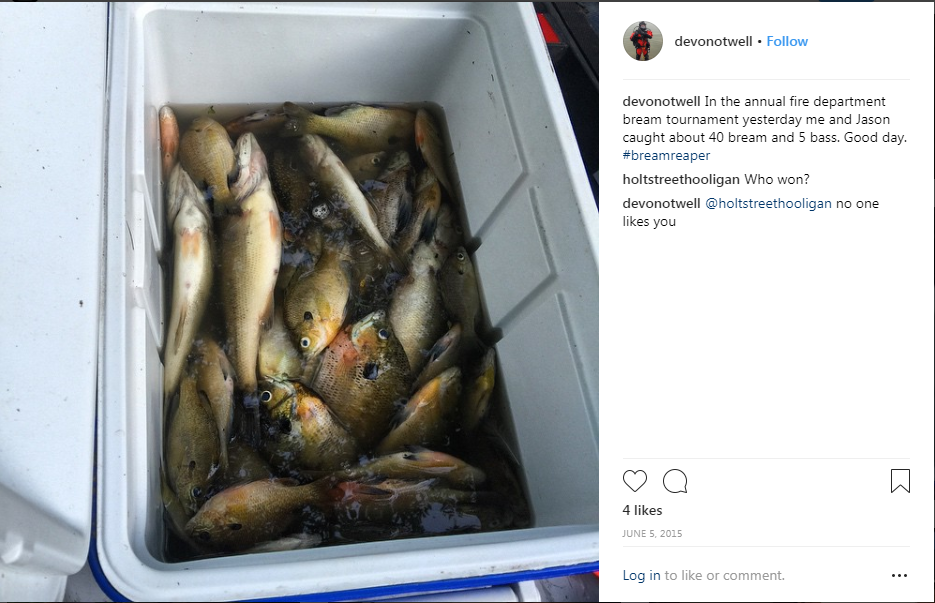 devonotwell • Follow
devonotwell In the annual fire department
bream tournament yesterday me and Jason
caught about 40 bream and 5 bass. Good day.
#breamreaper
holtstreethooligan Who won?
devonotwell @holtstreethooligan no one
likes you
4 likes
JUNE 5, 2015
Log in to like or comment.